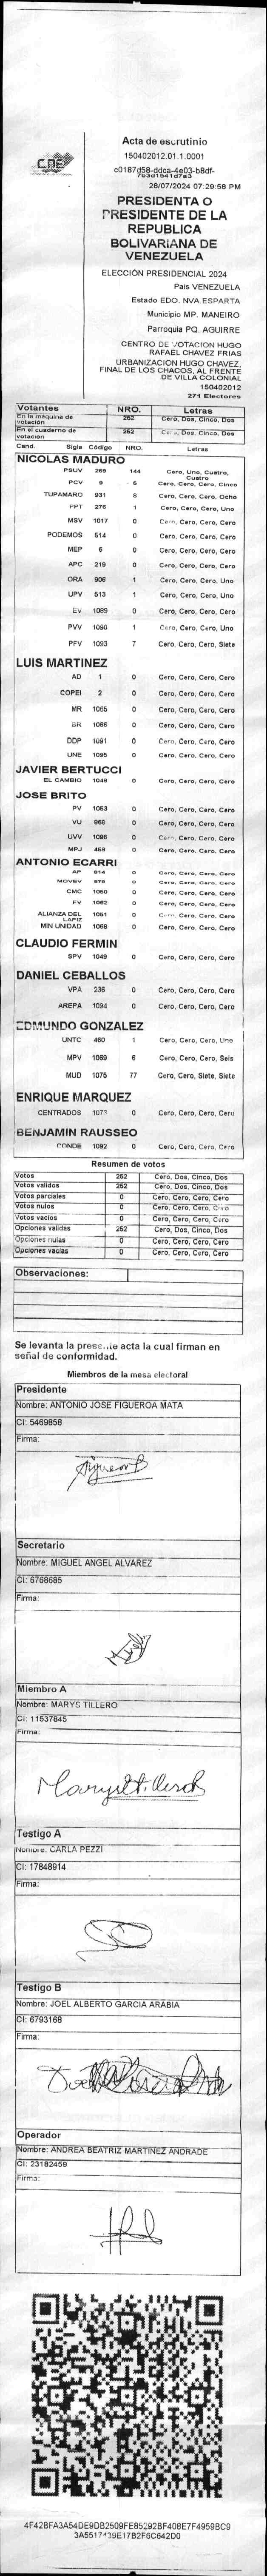 CNE
Acta de escrutinio
150402012.01.1.0001
c0187d58-ddca-4e03-b8df-
7b3d1541d7a3
28/07/2024 07:29:58 PM
PRESIDENTA O
PRESIDENTE DE LA
REPUBLICA
BOLIVARIANA DE
VENEZUELA
ELECCIÓN PRESIDENCIAL 2024
Pais VENEZUELA
Estado EDO. NVA.ESPARTA
Municipio MP. MANEIRO
Parroquia PQ. AGUIRRE
CENTRO DE VOTACION HUGO
RAFAEL CHAVEZ FRIAS
URBANIZACION HUGO CHAVEZ,
FINAL DE LOS CHACOS, AL FRENTE
DE VILLA COLONIAL
150402012
271 Electores
Votantes NRO. Letras
En la máquina de votación 252 Cero, Dos, Cinco, Dos
En el cuaderno de votacion 252 Cero, Dos, Cinco, Dos
Cand. Sigla Código NRO. Letras
NICOLAS MADURO
PSUV 269 144 Cero, Uno, Cuatro, Cuatro
PCV 9 5 Cero, Cero, Cero, Cinco
TUPAMARO 931 8 Cero, Cero, Cero, Ocho
PPT 276 1 Cero, Cero, Cero, Uno
MSV 1017 0 Cero, Cero, Cero, Cero
PODEMOS 514 0 Cero, Cero, Cero, Cero
MEP 6 0 Cero, Cero, Cero, Cero
APC 219 0 Cero, Cero, Cero, Cero
ORA 906 1 Cero, Cero, Cero, Uno
UPV 513 1 Cero, Cero, Cero, Uno
EV 1089 0 Cero, Cero, Cero, Cero
PVV 1090 1 Cero, Cero, Cero, Uno
PFV 1093 7 Cero, Cero, Cero, Siete
LUIS MARTINEZ
AD 1 0 Cero, Cero, Cero, Cero
COPEI 2 0 Cero, Cero, Cero, Cero
MR 1065 0 Cero, Cero, Cero, Cero
BR 1066 0 Cero, Cero, Cero, Cero
DDP 1091 0 Cero, Cero, Cero, Cero
UNE 1095 0 Cero, Cero, Cero, Cero
JAVIER BERTUCCI
EL CAMBIO 1048 0 Cero, Cero, Cero, Cero
JOSE BRITO
PV 1053 0 Cero, Cero, Cero, Cero
VU 868 0 Cero, Cero, Cero, Cero
UVV 1096 0 Cero, Cero, Cero, Cero
MPJ 458 0 Cero, Cero, Cero, Cero
ANTONIO ECARRI
AP 814 0 Cero, Cero, Cero, Cero
MOVEV 979 0 Cero, Cero, Cero, Cero
CMC 1050 0 Cero, Cero, Cero, Cero
FV 1062 0 Cero, Cero, Cero, Cero
ALIANZA DEL LAPIZ 1051 0 Cero, Cero, Cero, Cero
MIN UNIDAD 1088 0 Cero, Cero, Cero, Cero
CLAUDIO FERMIN
SPV 1049 0 Cero, Cero, Cero, Cero
DANIEL CEBALLOS
VPA 236 0 Cero, Cero, Cero, Cero
AREPA 1094 0 Cero, Cero, Cero, Cero
EDMUNDO GONZALEZ
UNTC 460 1 Cero, Cero, Cero, Uno
MPV 1069 6 Cero, Cero, Cero, Seis
MUD 1075 77 Cero, Cero, Siete, Siete
ENRIQUE MARQUEZ
CENTRADOS 1073 0 Cero, Cero, Cero, Cero
BENJAMIN RAUSSEO
CONDE 1092 0 Cero, Cero, Cero, Cero
Resumen de votos
Votos 252 Cero, Dos, Cinco, Dos
Votos validos 252 Cero, Dos, Cinco, Dos
Votos parciales 0 Cero, Cero, Cero, Cero
Votos nulos 0 Cero, Cero, Cero, Cero
Votos vacios 0 Cero, Cero, Cero, Cero
Opciones validas 252 Cero, Dos, Cinco, Dos
Opciones nulas 0 Cero, Cero, Cero, Cero
Opciones vacias 0 Cero, Cero, Cero, Cero
Observaciones:
Se levanta la presente acta la cual firman en
señal de conformidad.
Miembros de la mesa electoral
Presidente
Nombre: ANTONIO JOSE FIGUEROA MATA
CI: 5469858
Firma:
Secretario
Nombre: MIGUEL ANGEL ALVAREZ
CI: 6768685
Firma:
Miembro A
Nombre: MARYS TILLERO
CI: 11537845
Firma:
Testigo A
Nombre: CARLA PEZZI
CI: 17848914
Firma:
Testigo B
Nombre: JOEL ALBERTO GARCIA ARABIA
CI: 6793168
Firma:
Operador
Nombre: ANDREA BEATRIZ MARTINEZ ANDRADE
CI: 23182459
Firma:
4F42BFA3A54DE9DB2509FE85292BF408E7F4959BC9
3A5517439E17B2F6C642D0